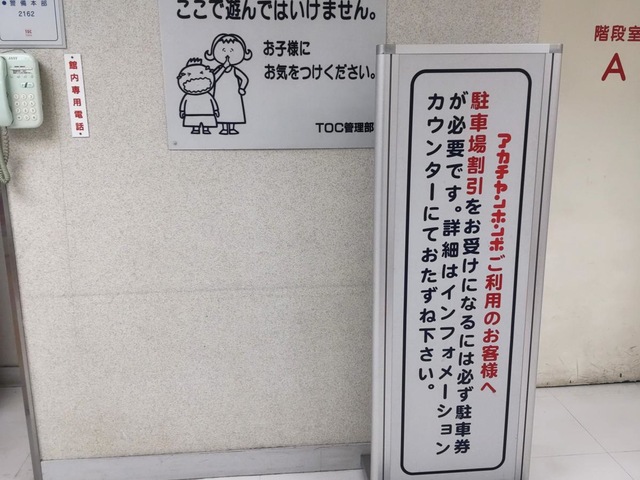 警備本部
2162
館内専用電話
ここで遊んではいけません。
お子様に
お気をつけください。
TOC管理部
アカチャンホンポご利用のお客様へ
駐車場割引をお受けになるには必ず駐車券
が必要です。詳細はインフォメーション
カウンターにておたずね下さい。
階段室
A